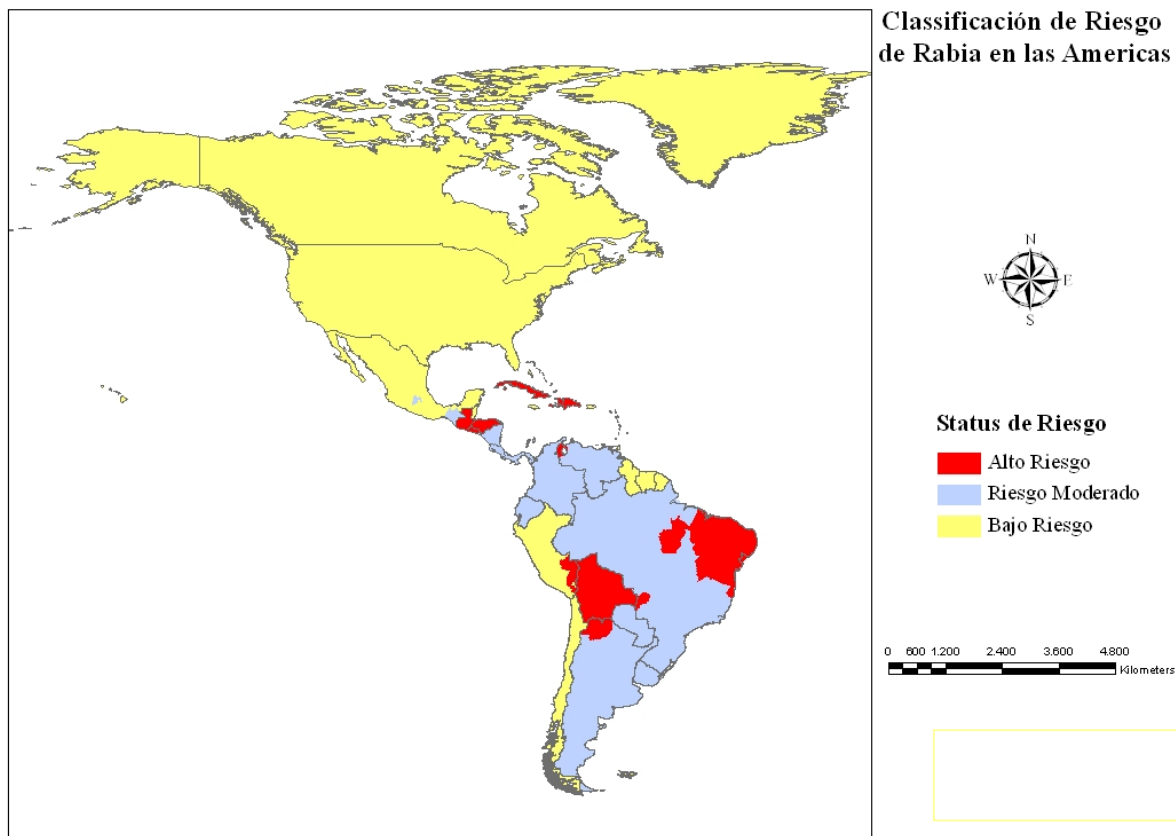 Classificación de Riesgo
de Rabia en las Americas
N
W E
S
Status de Riesgo
Alto Riesgo
Riesgo Moderado
Bajo Riesgo
0 600 1.200 2.400 3.600 4.800
Kilometers